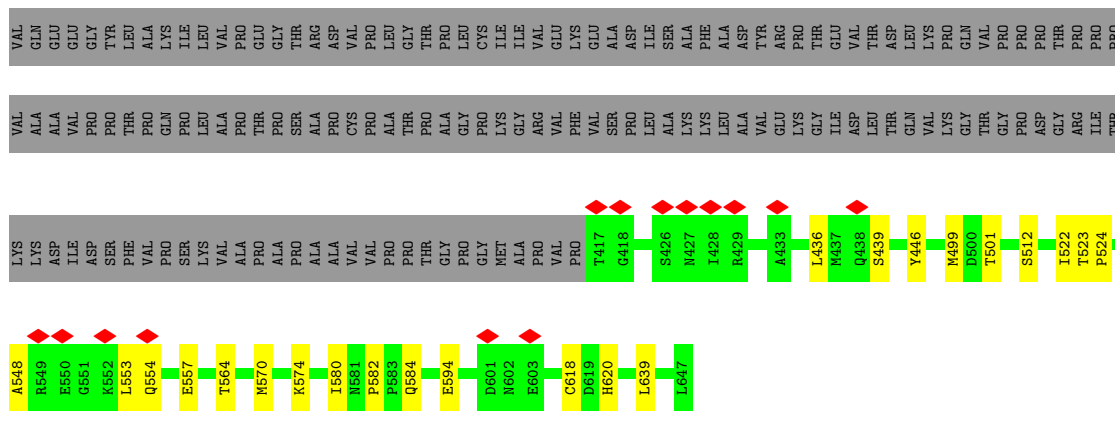 VAL GLN GLU GLU GLY TYR LEU ALA LYS ILE LEU VAL PRO GLU GLY THR ARG ASP VAL PRO LEU GLY THR PRO LEU CYS ILE ILE VAL GLU LYS GLU ALA ASP ILE SER ALA PHE ALA ASP TYR ARG PRO THR GLU VAL THR ASP LEU LYS PRO GLN VAL PRO PRO PRO THR PRO PRO PRO
VAL ALA ALA VAL PRO PRO THR PRO GLN PRO LEU ALA PRO THR PRO SER ALA PRO CYS PRO ALA THR PRO ALA GLY PRO LYS GLY ARG VAL PHE VAL SER PRO LEU ALA LYS LYS LEU ALA VAL GLU LYS GLY ILE ASP LEU THR GLN VAL LYS GLY THR GLY PRO ASP GLY ARG ILE THR
LYS LYS ASP ILE ASP SER PHE VAL PRO SER LYS VAL ALA PRO ALA PRO ALA ALA VAL VAL PRO PRO THR GLY PRO GLY MET ALA PRO VAL PRO T417 G418 S426 N427 I428 R429 A433 L436 M437 Q438 S439 Y446 M499 D500 T501 S512 I522 T523 P524
A548 R549 E550 G551 K552 L553 Q554 E557 T564 M570 K574 I580 N581 P582 P583 Q584 E594 D601 N602 E603 C618 D619 H620 L639 L647